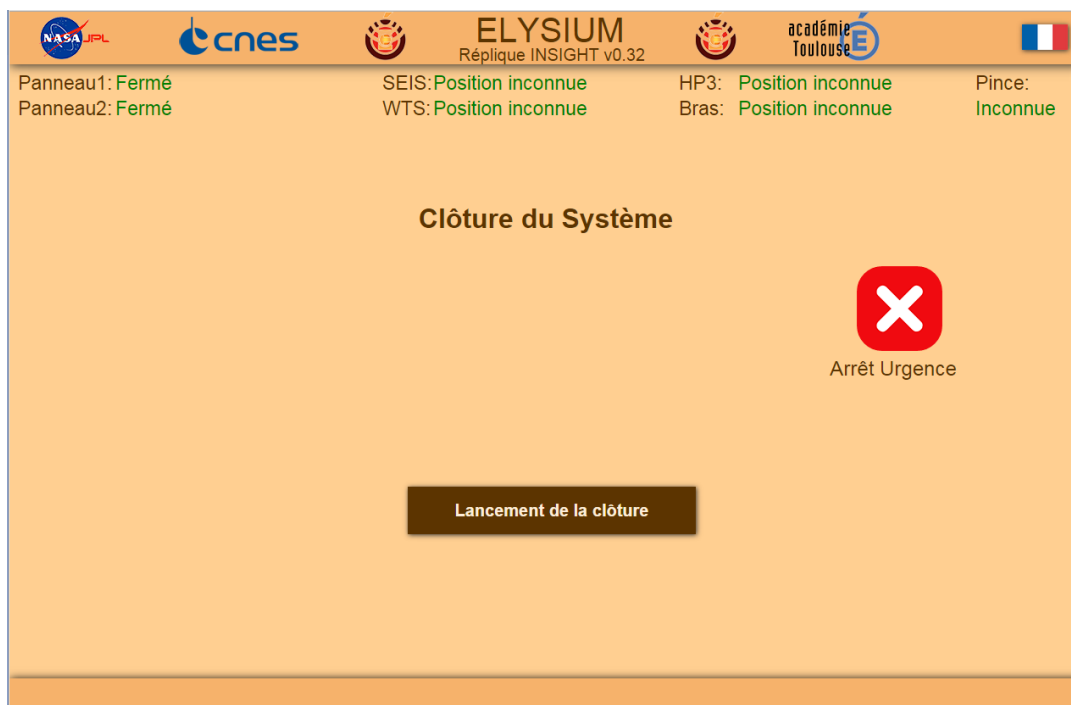 NASA JPL cnes ELYSIUM académie Toulouse É
Réplique INSIGHT v0.32
Panneau1: Fermé SEIS: Position inconnue HP3: Position inconnue Pince:
Panneau2: Fermé WTS: Position inconnue Bras: Position inconnue Inconnue
Clôture du Système
Arrêt Urgence
Lancement de la clôture